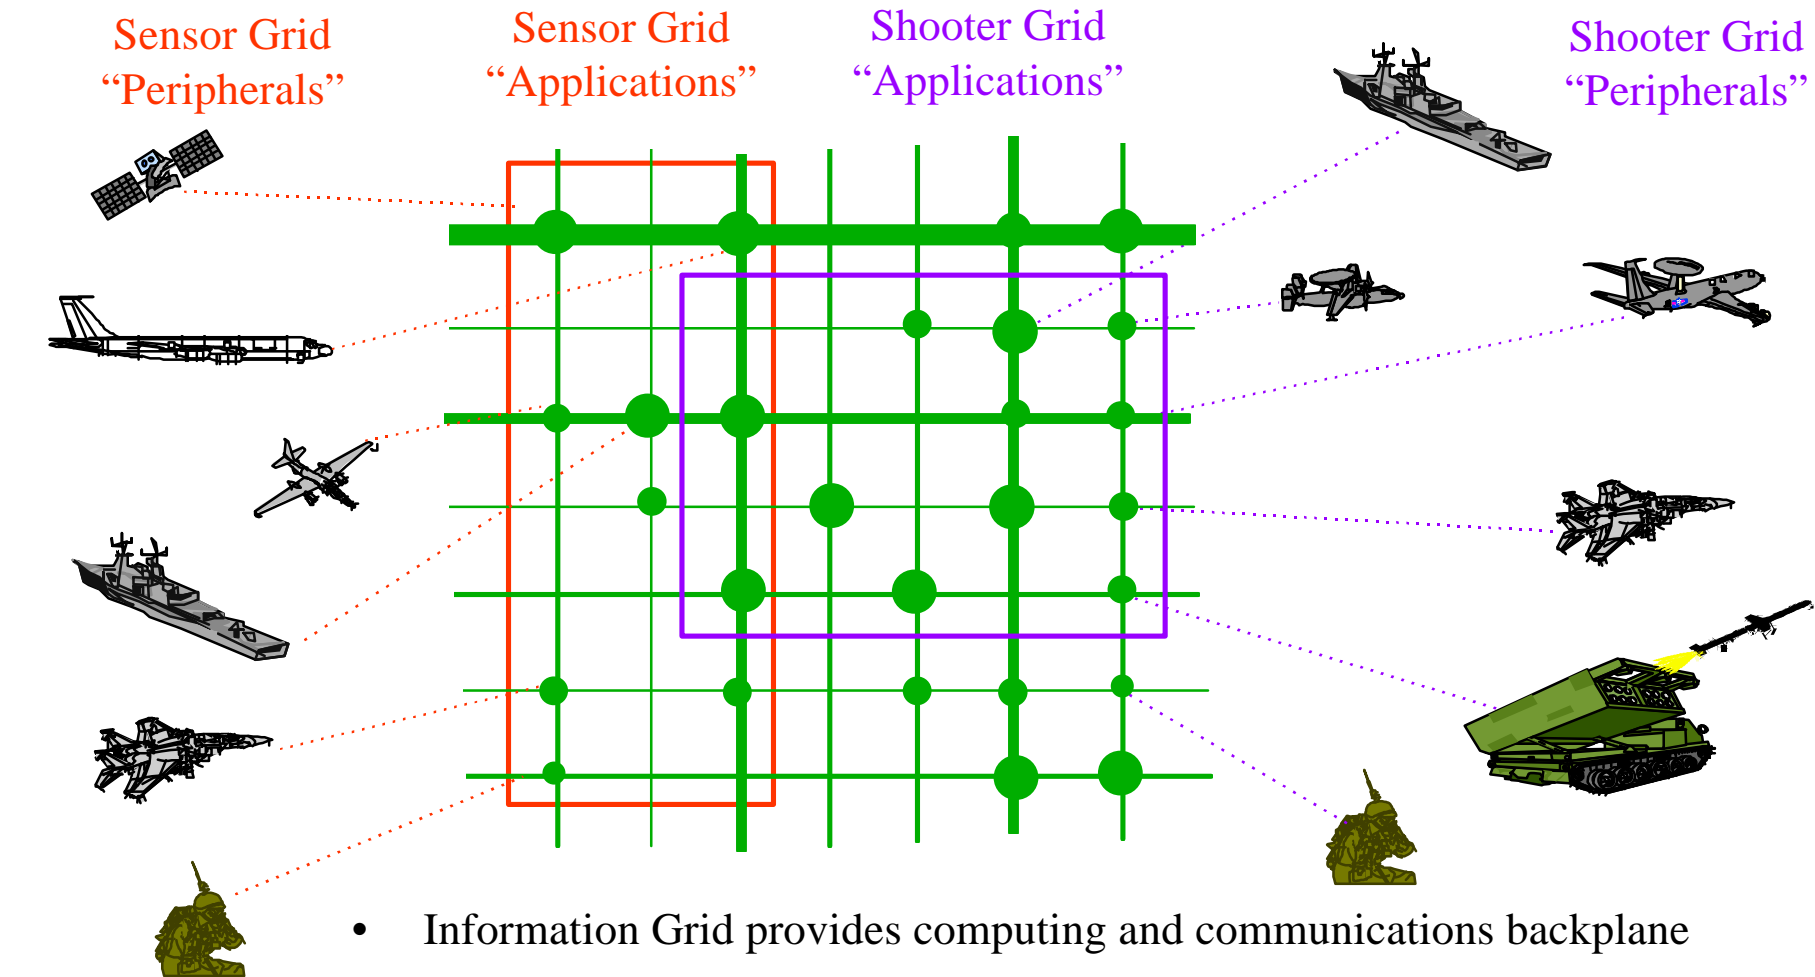 Sensor Grid
“Peripherals”
Sensor Grid
“Applications”
Shooter Grid
“Applications”
Shooter Grid
“Peripherals”
• Information Grid provides computing and communications backplane